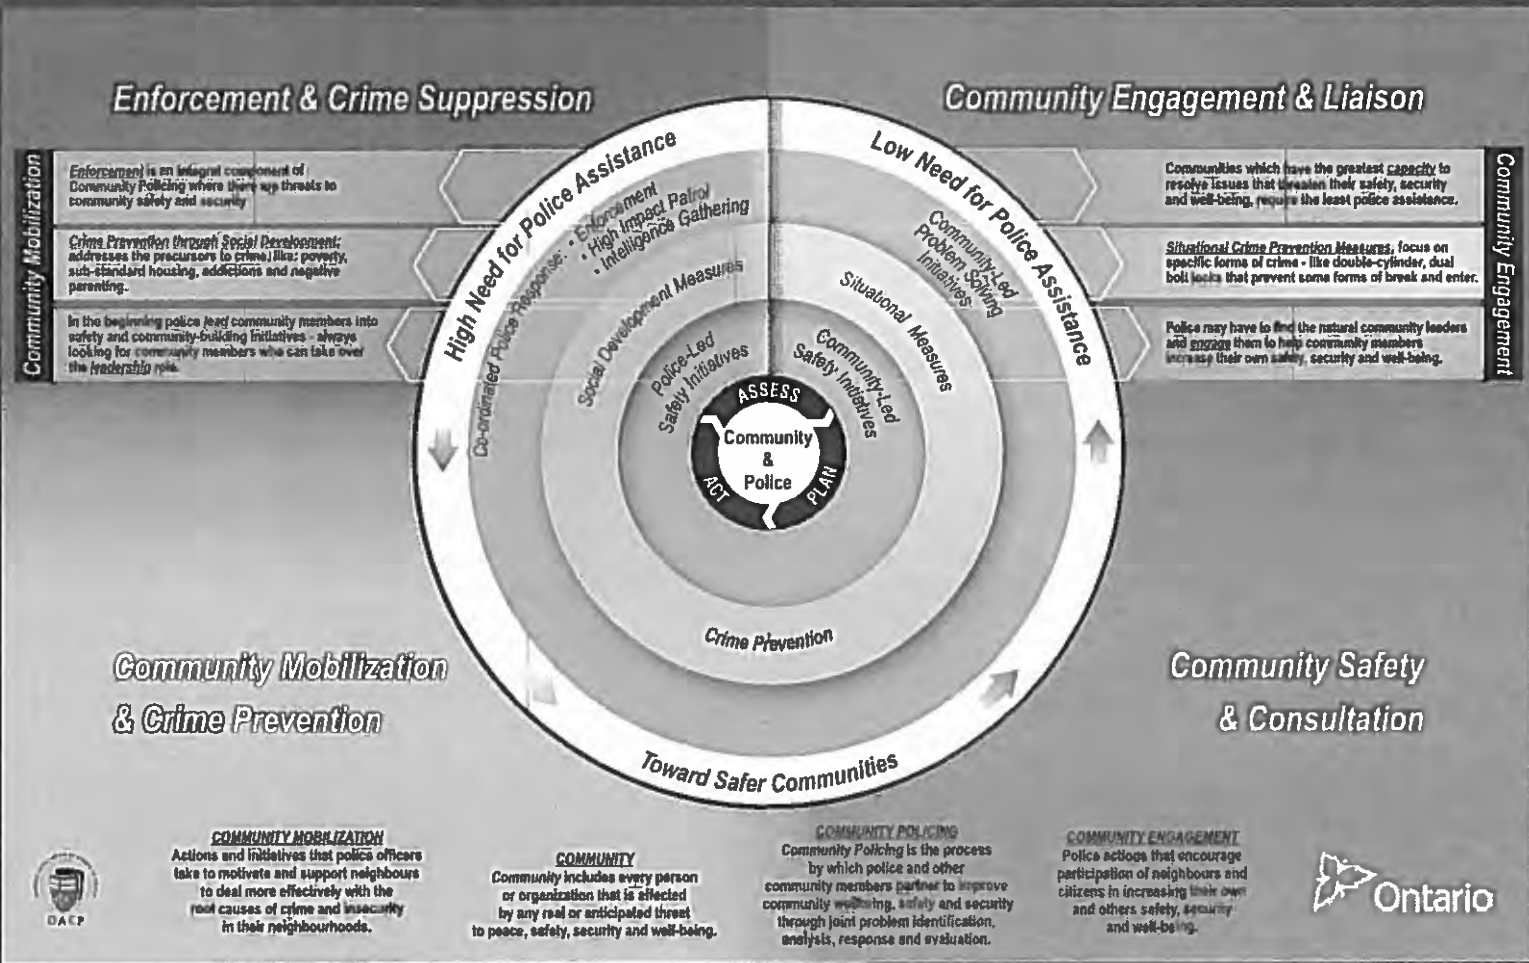 Enforcement & Crime Suppression
Community Engagement & Liaison
Community Mobilization
Enforcement is an integral component of
Community Policing where there are threats to
community safety and security
Crime Prevention through Social Development;
addresses the precursors to crime, like: poverty,
sub-standard housing, addictions and negative
parenting.
In the beginning police lead community members into
safety and community-building initiatives - always
looking for community members who can take over
the leadership role.
High Need for Police Assistance
Low Need for Police Assistance
Co-ordinated Police Response:
• Enforcement
• High Impact Patrol
• Intelligence Gathering
Social Development Measures
Police-Led
Safety Initiatives
Community-Led
Problem Solving
Initiatives
Situational Measures
Community-Led
Safety Initiatives
ASSESS
PLAN
ACT
Community
&
Police
Crime Prevention
Toward Safer Communities
Communities which have the greatest capacity to
resolve issues that threaten their safety, security
and well-being, require the least police assistance.
Situational Crime Prevention Measures, focus on
specific forms of crime - like double-cylinder, dual
bolt locks that prevent some forms of break and enter.
Police may have to find the natural community leaders
and engage them to help community members
increase their own safety, security and well-being.
Community Engagement
Community Mobilization
& Crime Prevention
Community Safety
& Consultation
OACP
COMMUNITY MOBILIZATION
Actions and initiatives that police officers
take to motivate and support neighbours
to deal more effectively with the
root causes of crime and insecurity
in their neighbourhoods.
COMMUNITY
Community includes every person
or organization that is affected
by any real or anticipated threat
to peace, safety, security and well-being.
COMMUNITY POLICING
Community Policing is the process
by which police and other
community members partner to improve
community wellbeing, safety and security
through joint problem identification,
analysis, response and evaluation.
COMMUNITY ENGAGEMENT
Police actions that encourage
participation of neighbours and
citizens in increasing their own
and others safety, security
and well-being.
Ontario